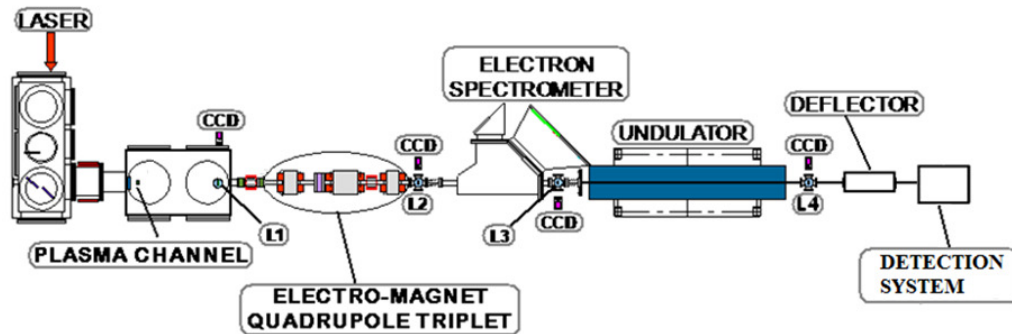 LASER
CCD
ELECTRON
SPECTROMETER
CCD
UNDULATOR
DEFLECTOR
CCD
L1
L2
L3
CCD
L4
PLASMA CHANNEL
ELECTRO-MAGNET
QUADRUPOLE TRIPLET
DETECTION
SYSTEM